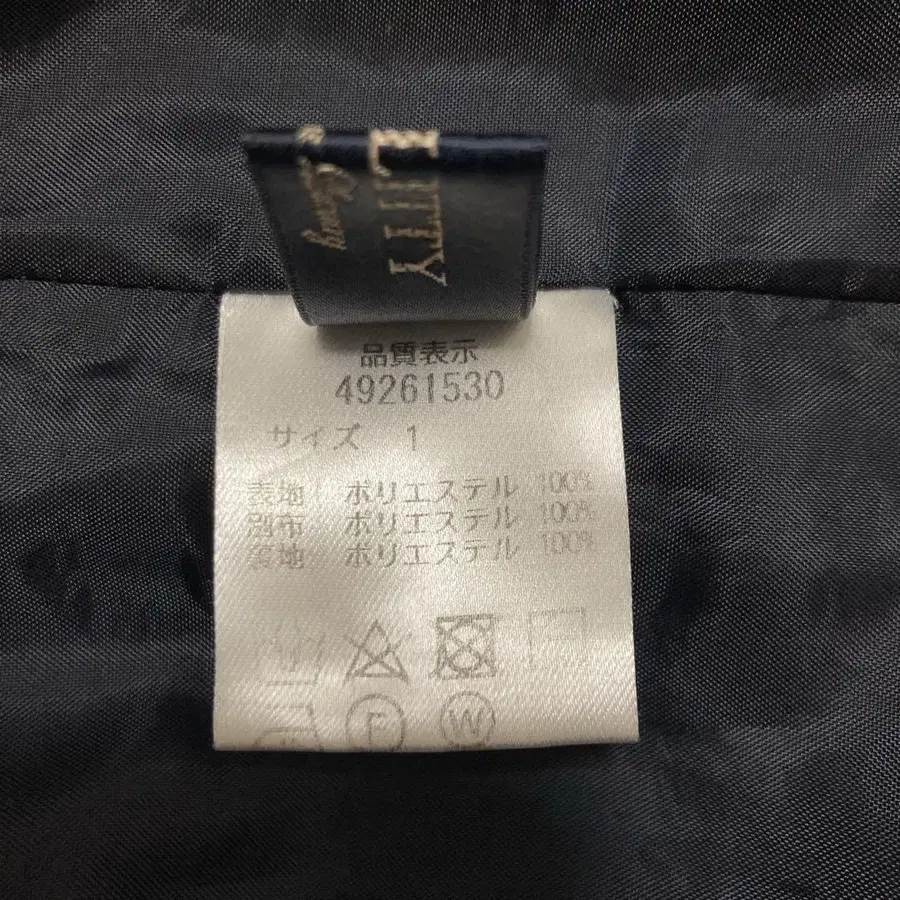 品質表示
49261530
サイズ 1
表地 ポリエステル 100%
別布 ポリエステル 100%
裏地 ポリエステル 100%
F W